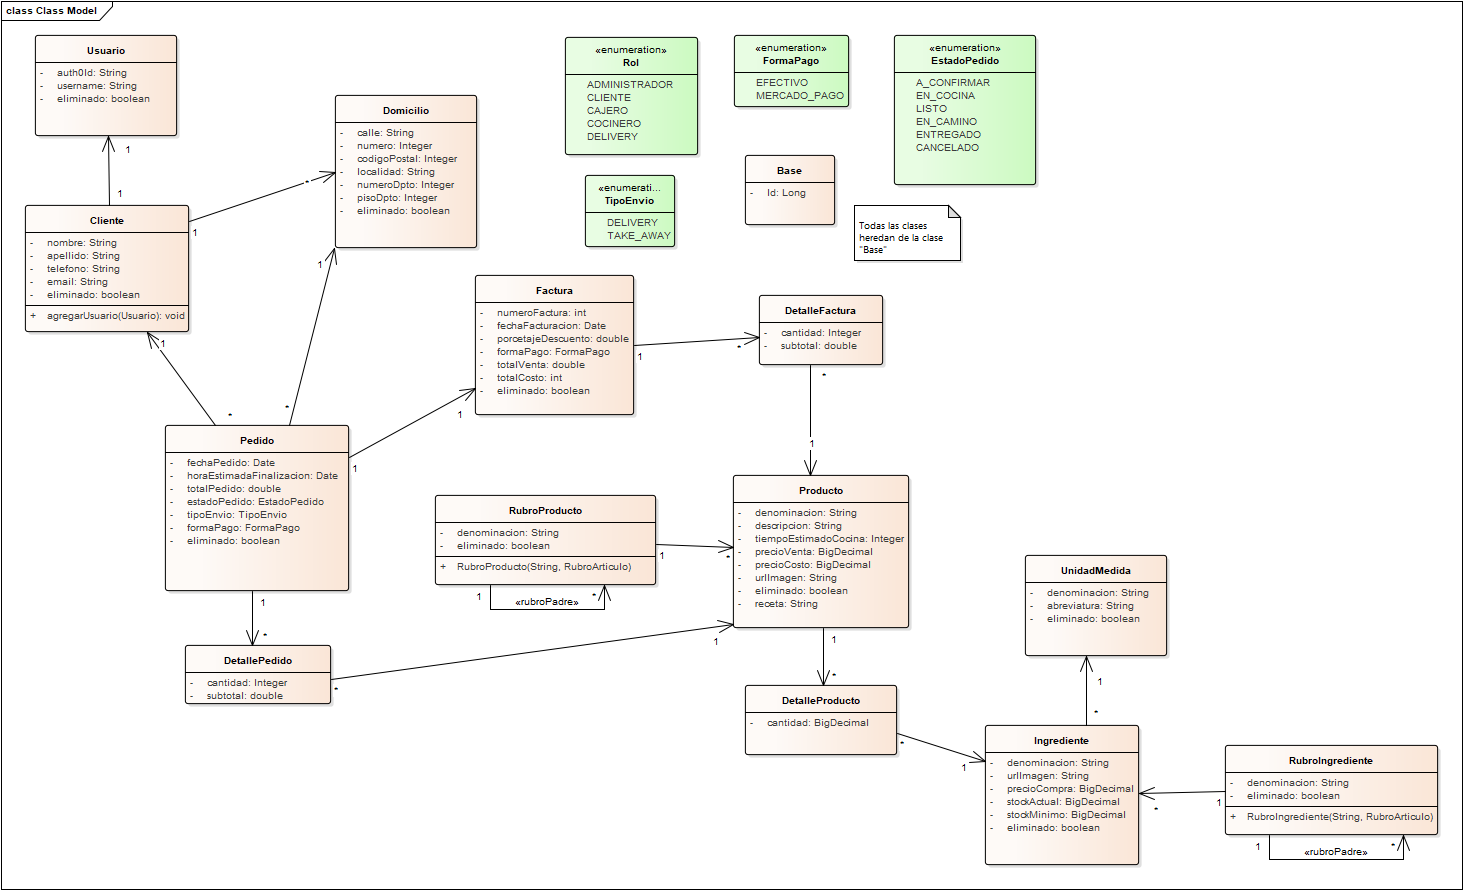 class Class Model
Usuario
- auth0Id: String
- username: String
- eliminado: boolean
1
1
Cliente
- nombre: String
- apellido: String
- telefono: String
- email: String
- eliminado: boolean
+ agregarUsuario(Usuario): void
1
*
Domicilio
- calle: String
- numero: Integer
- codigoPostal: Integer
- localidad: String
- numeroDpto: Integer
- pisoDpto: Integer
- eliminado: boolean
1
*
1
*
«enumeration»
Rol
ADMINISTRADOR
CLIENTE
CAJERO
COCINERO
DELIVERY
«enumerati...
TipoEnvio
DELIVERY
TAKE_AWAY
«enumeration»
FormaPago
EFECTIVO
MERCADO_PAGO
Base
- Id: Long
«enumeration»
EstadoPedido
A_CONFIRMAR
EN_COCINA
LISTO
EN_CAMINO
ENTREGADO
CANCELADO
Todas las clases
heredan de la clase
"Base"
Factura
- numeroFactura: int
- fechaFacturacion: Date
- porcetajeDescuento: double
- formaPago: FormaPago
- totalVenta: double
- totalCosto: int
- eliminado: boolean
1
*
DetalleFactura
- cantidad: Integer
- subtotal: double
*
1
Pedido
- fechaPedido: Date
- horaEstimadaFinalizacion: Date
- totalPedido: double
- estadoPedido: EstadoPedido
- tipoEnvio: TipoEnvio
- formaPago: FormaPago
- eliminado: boolean
1
1
1
*
RubroProducto
- denominacion: String
- eliminado: boolean
+ RubroProducto(String, RubroArticulo)
1
«rubroPadre»
*
1
*
Producto
- denominacion: String
- descripcion: String
- tiempoEstimadoCocina: Integer
- precioVenta: BigDecimal
- precioCosto: BigDecimal
- urlImagen: String
- eliminado: boolean
- receta: String
1
*
DetallePedido
- cantidad: Integer
- subtotal: double
*
1
DetalleProducto
- cantidad: BigDecimal
*
1
UnidadMedida
- denominacion: String
- abreviatura: String
- eliminado: boolean
1
*
Ingrediente
- denominacion: String
- urlImagen: String
- precioCompra: BigDecimal
- stockActual: BigDecimal
- stockMinimo: BigDecimal
- eliminado: boolean
*
1
RubroIngrediente
- denominacion: String
- eliminado: boolean
+ RubroIngrediente(String, RubroArticulo)
1
«rubroPadre»
*